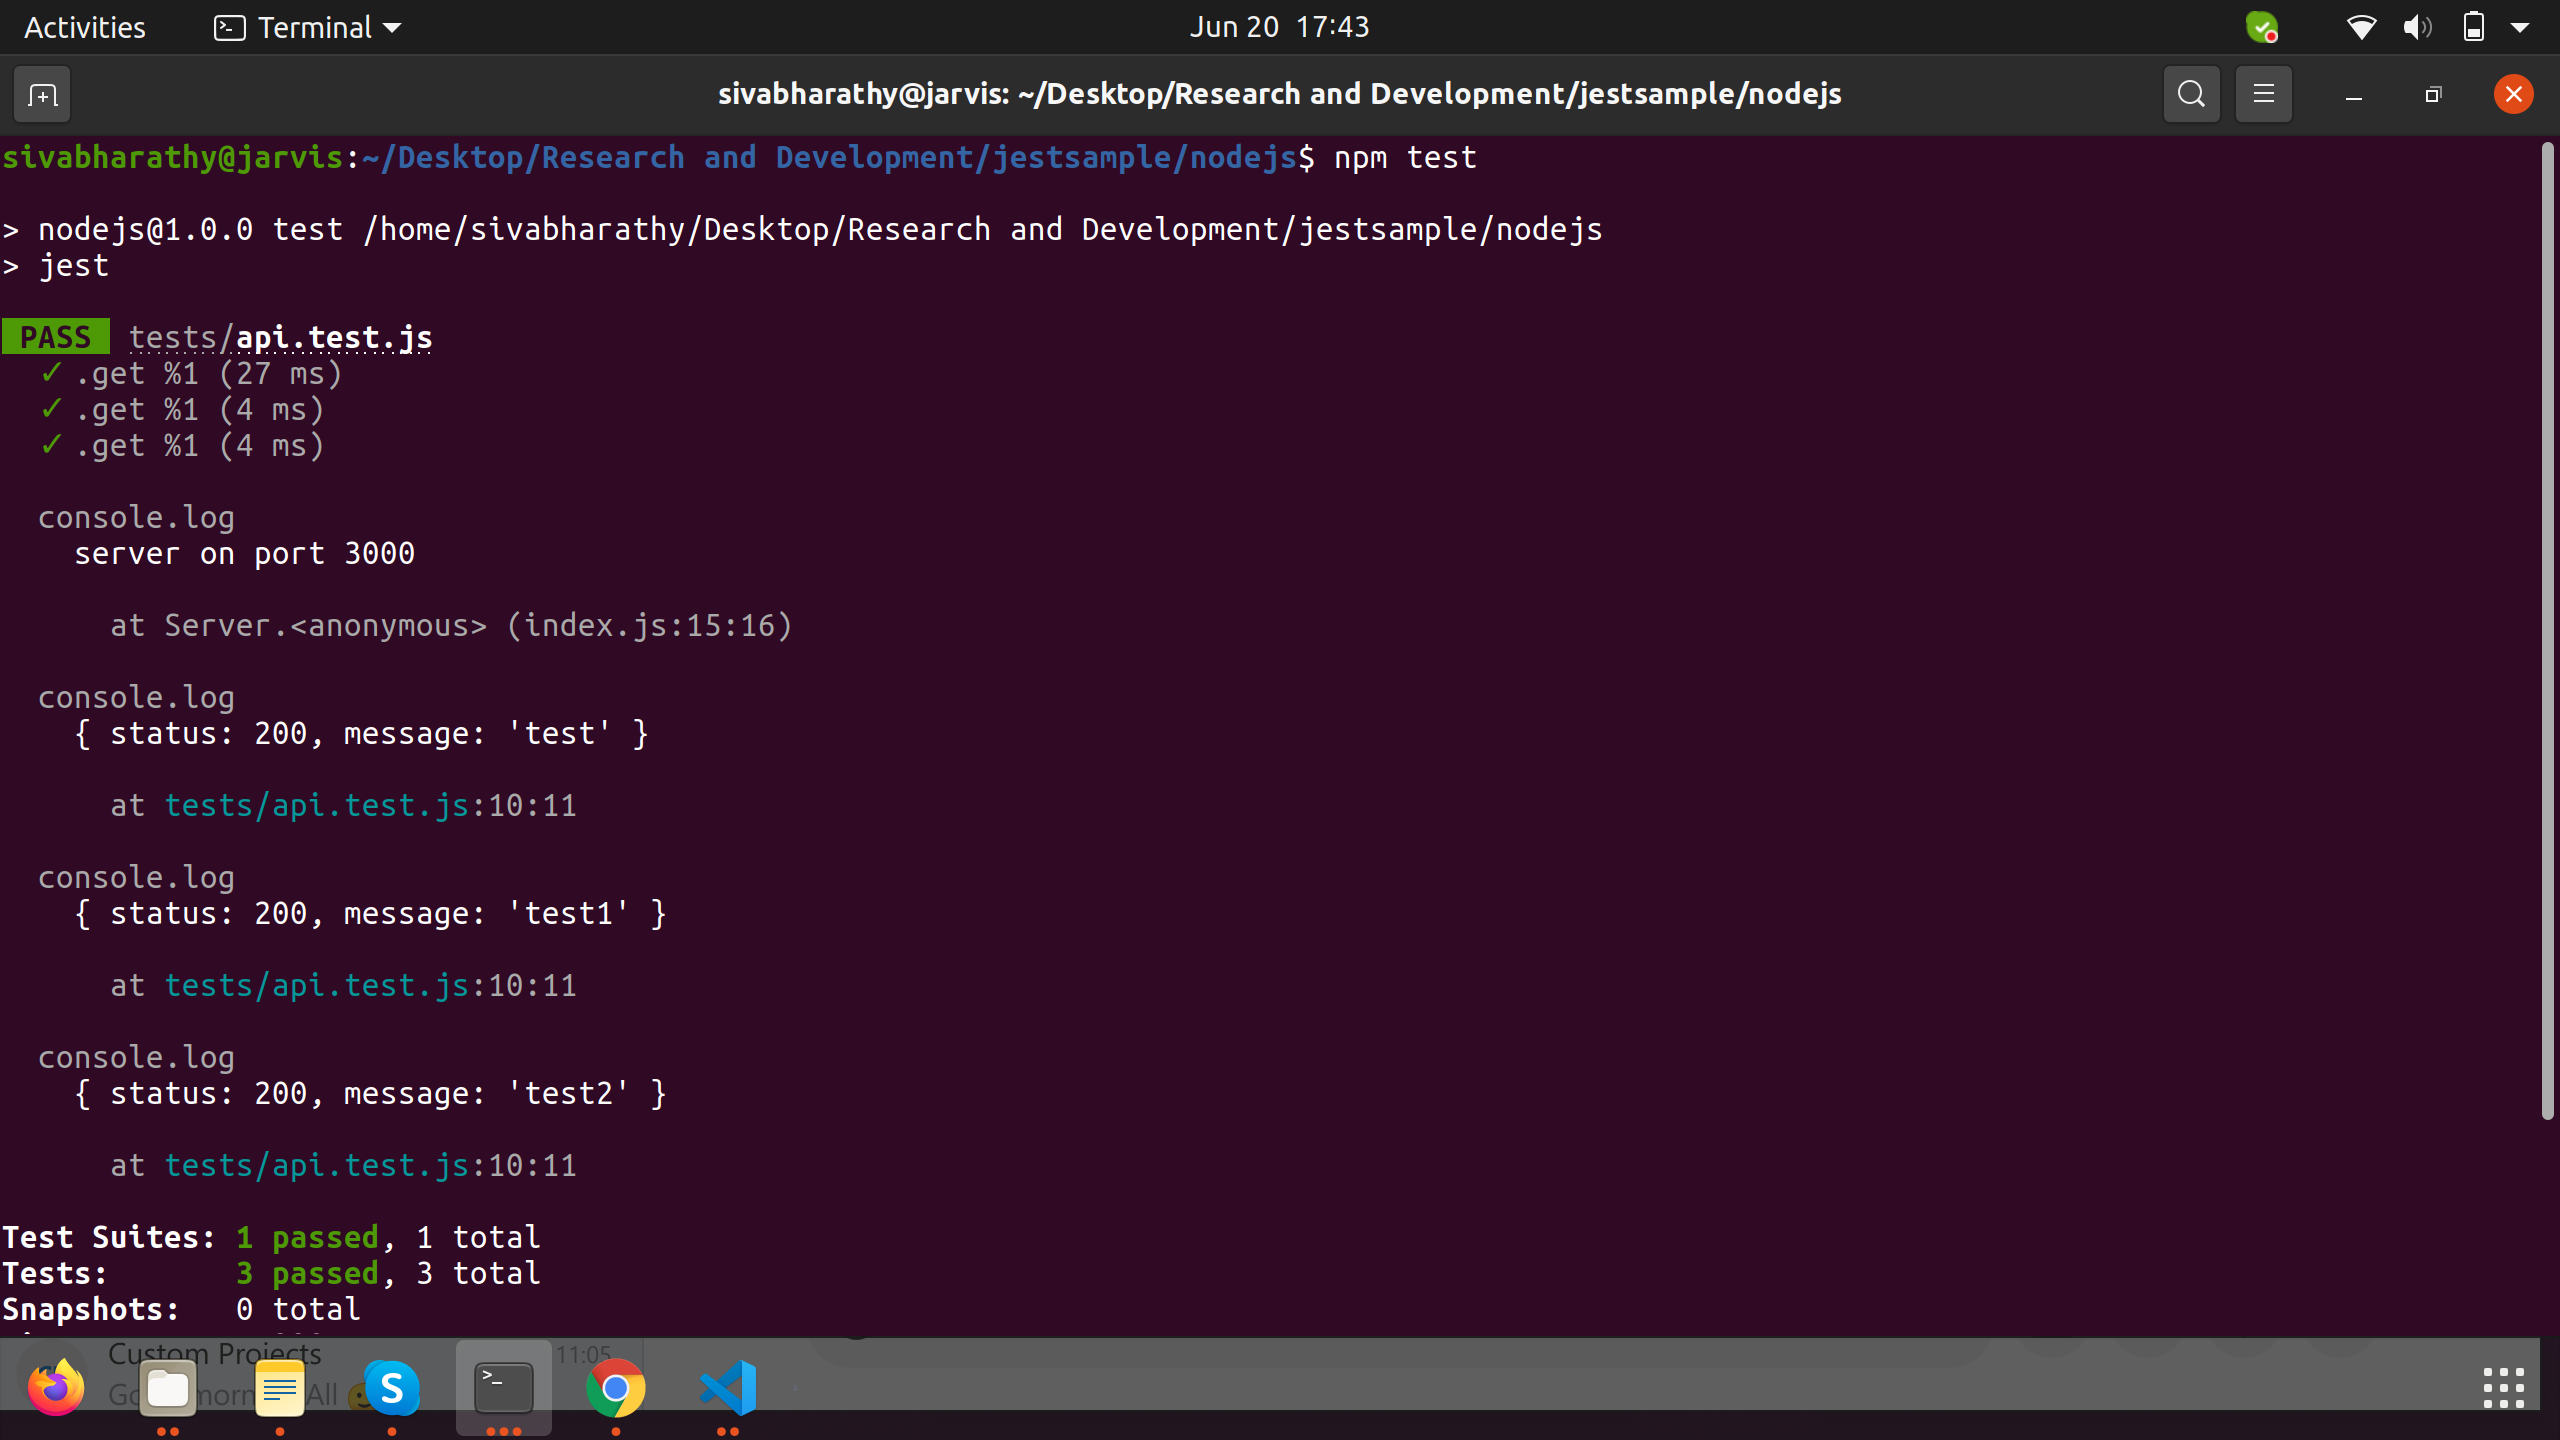 Activities Terminal Jun 20 17:43
sivabharathy@jarvis: ~/Desktop/Research and Development/jestsample/nodejs
sivabharathy@jarvis:~/Desktop/Research and Development/jestsample/nodejs$ npm test
> nodejs@1.0.0 test /home/sivabharathy/Desktop/Research and Development/jestsample/nodejs
> jest
PASS tests/api.test.js
✓ .get %1 (27 ms)
✓ .get %1 (4 ms)
✓ .get %1 (4 ms)
console.log
server on port 3000
at Server.<anonymous> (index.js:15:16)
console.log
{ status: 200, message: 'test' }
at tests/api.test.js:10:11
console.log
{ status: 200, message: 'test1' }
at tests/api.test.js:10:11
console.log
{ status: 200, message: 'test2' }
at tests/api.test.js:10:11
Test Suites: 1 passed, 1 total
Tests: 3 passed, 3 total
Snapshots: 0 total
Custom Projects 11:05
All